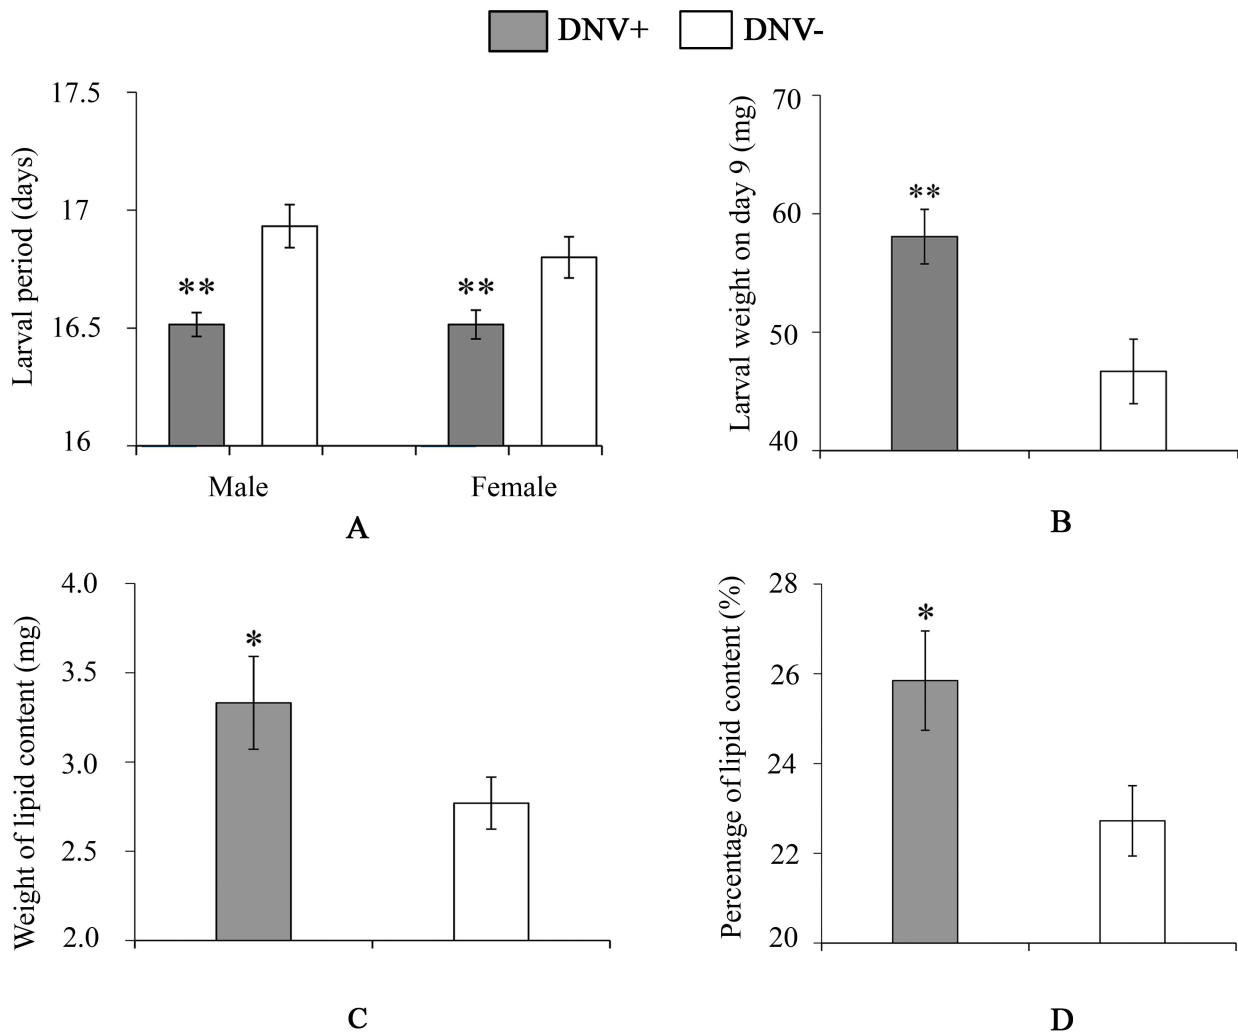 DNV+ DNV-
Larval period (days)
17.5
17
16.5
16
** **
Male Female
A
Larval weight on day 9 (mg)
70
60
50
40
**
B
Weight of lipid content (mg)
4.0
3.5
3.0
2.5
2.0
*
C
Percentage of lipid content (%)
28
26
24
22
20
*
D